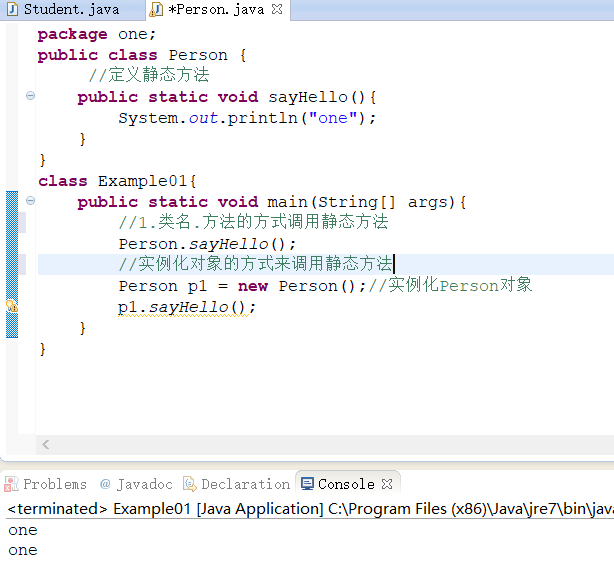 Student.java *Person.java
package one;
public class Person {
//定义静态方法
public static void sayHello(){
System.out.println("one");
}
}
class Example01{
public static void main(String[] args){
//1.类名.方法的方式调用静态方法
Person.sayHello();
//实例化对象的方式来调用静态方法
Person p1 = new Person();//实例化Person对象
p1.sayHello();
}
}
Problems @ Javadoc Declaration Console
<terminated> Example01 [Java Application] C:\Program Files (x86)\Java\jre7\bin\java
one
one